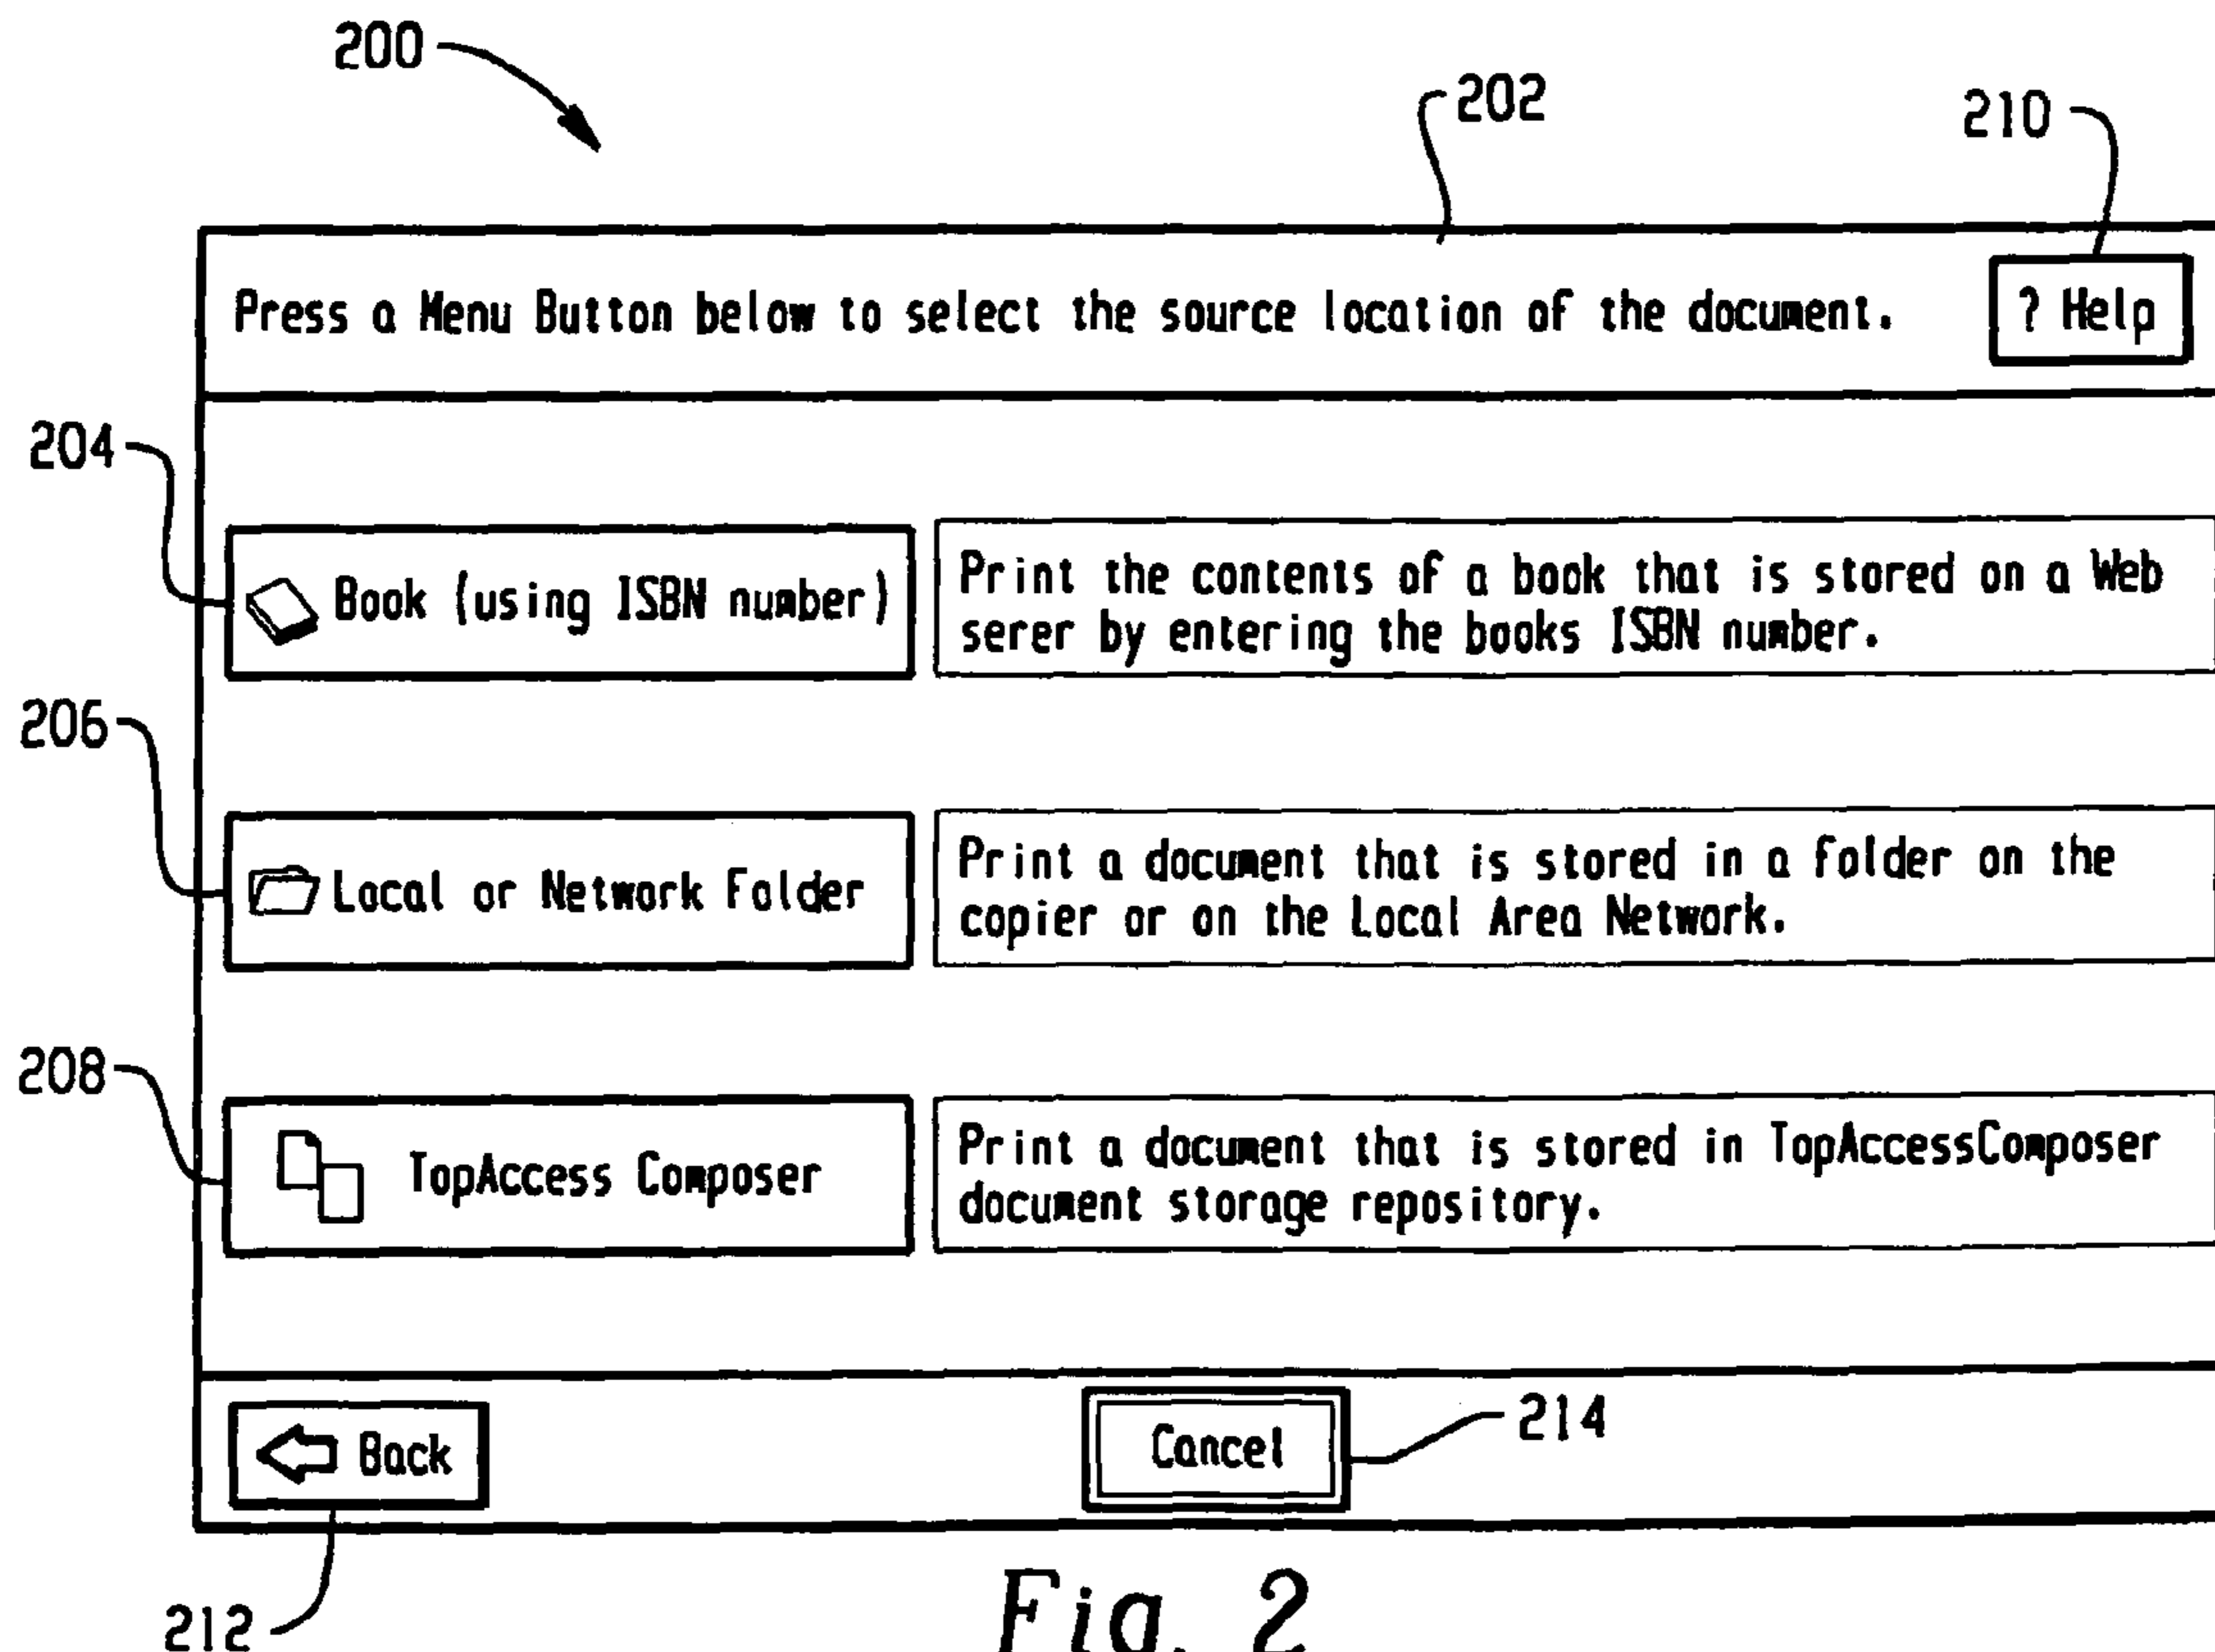 200
202
210
Press a Menu Button below to select the source location of the document.
? Help
204
Book (using ISBN number)
Print the contents of a book that is stored on a Web
serer by entering the books ISBN number.
206
Local or Network Folder
Print a document that is stored in a folder on the
copier or on the Local Area Network.
208
TopAccess Composer
Print a document that is stored in TopAccessComposer
document storage repository.
Back
Cancel
214
212
Fig. 2